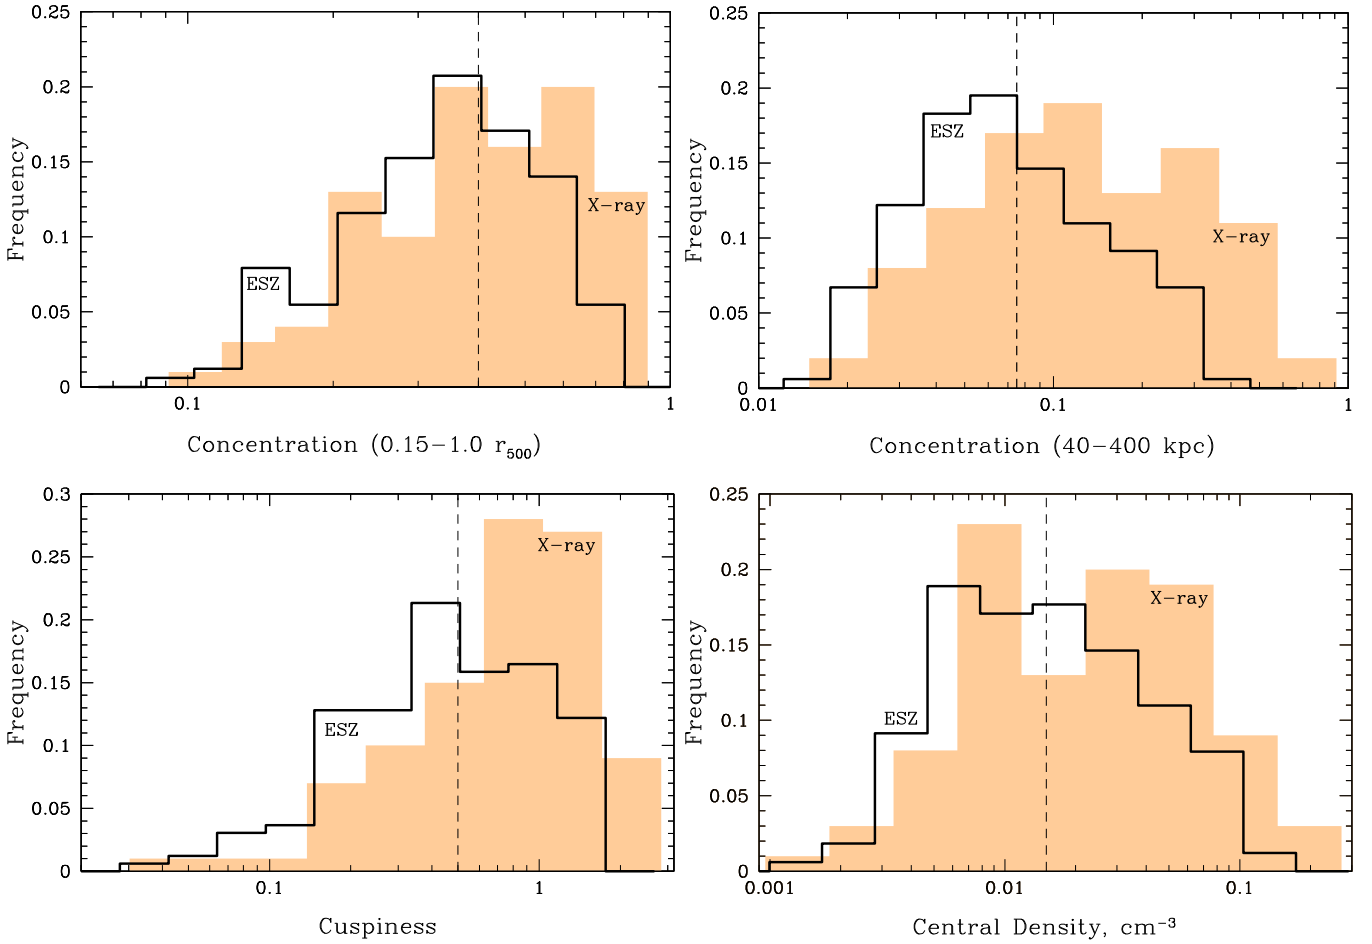 0.25
0.2
0.15
0.1
0.05
0
Frequency
ESZ
X-ray
0.1
1
Concentration (0.15-1.0 r500)
0.25
0.2
0.15
0.1
0.05
0
Frequency
ESZ
X-ray
0.01
0.1
1
Concentration (40-400 kpc)
0.3
0.25
0.2
0.15
0.1
0.05
0
Frequency
X-ray
ESZ
0.1
1
Cuspiness
0.25
0.2
0.15
0.1
0.05
0
Frequency
X-ray
ESZ
0.001
0.01
0.1
Central Density, cm⁻³